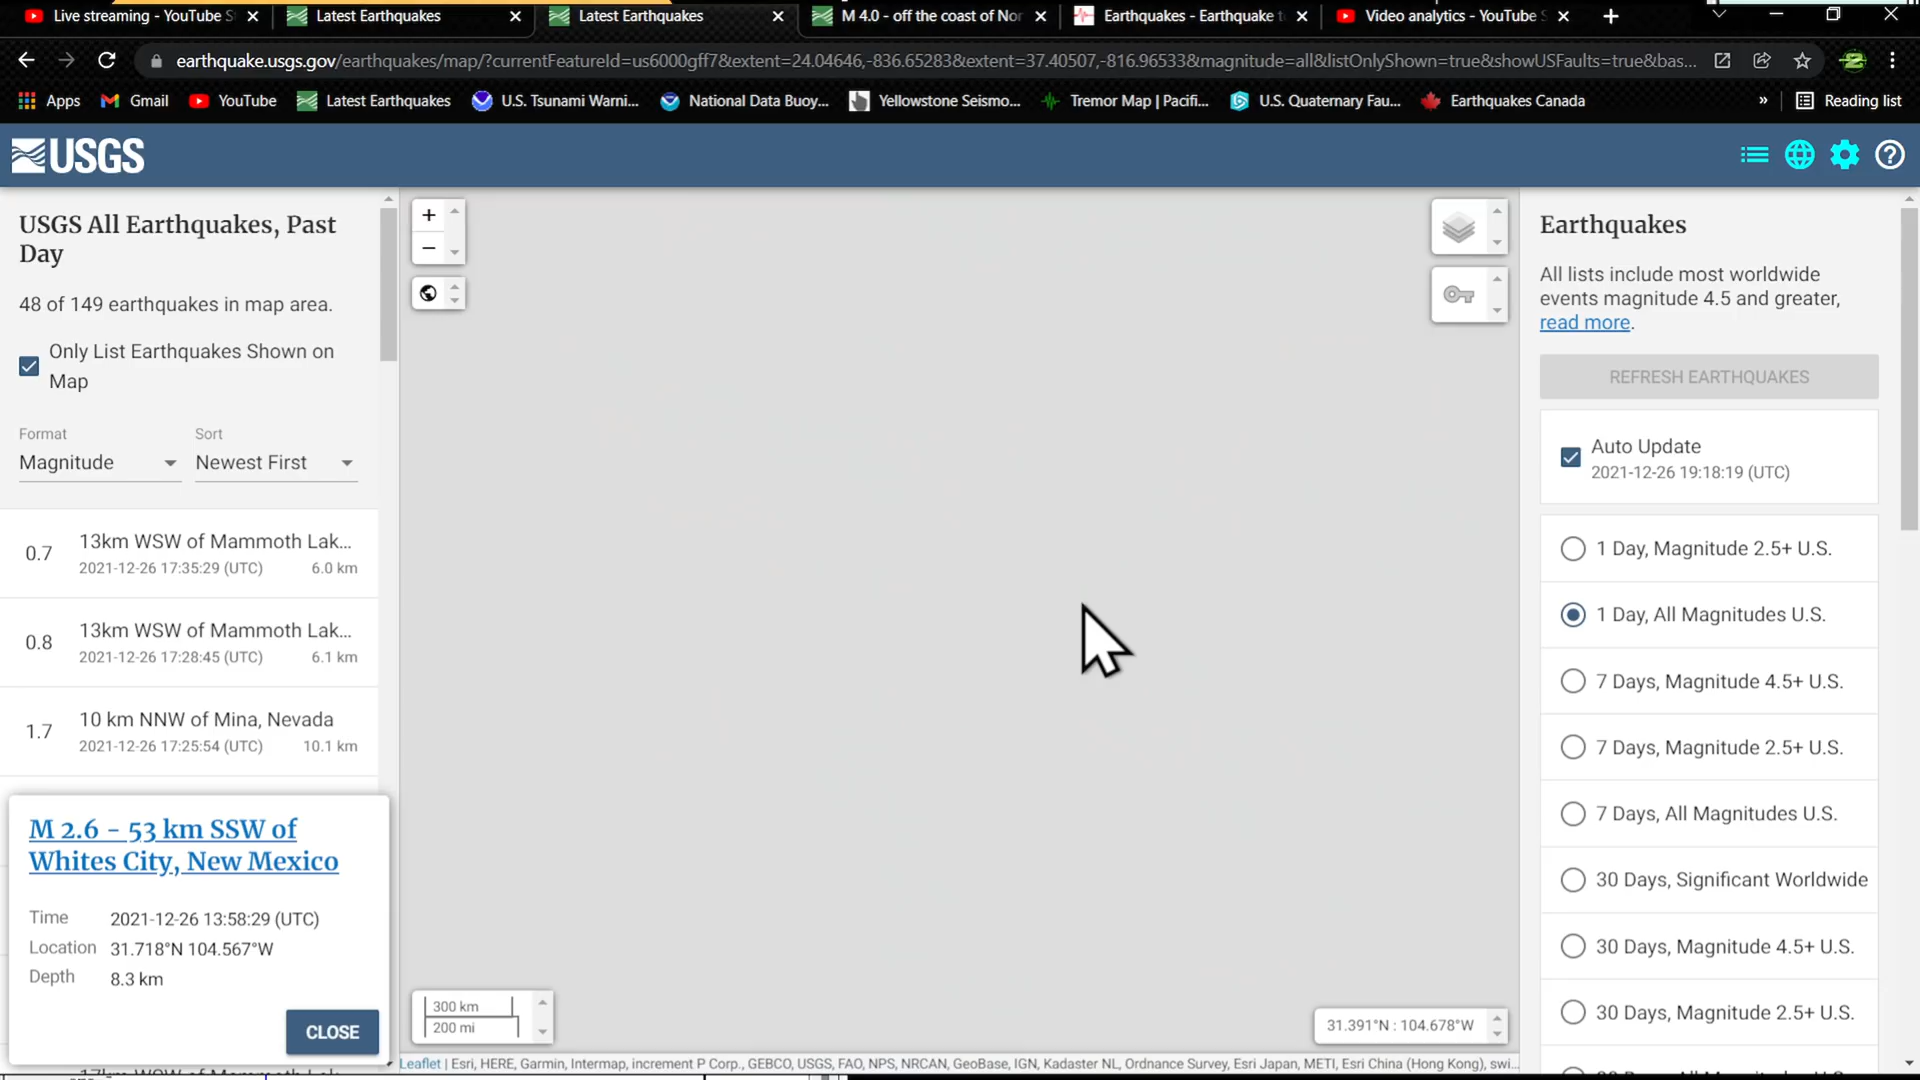 Live streaming - YouTube S
Latest Earthquakes
Latest Earthquakes
M 4.0 - off the coast of Nor
Earthquakes - Earthquake t
Video analytics - YouTube S
earthquake.usgs.gov/earthquakes/map/?currentFeatureId=us6000gff7&extent=24.04646,-836.65283&extent=37.40507,-816.96533&magnitude=all&listOnlyShown=true&showUSFaults=true&bas...
Apps
Gmail
YouTube
Latest Earthquakes
U.S. Tsunami Warni...
National Data Buoy...
Yellowstone Seismo...
Tremor Map | Pacifi...
U.S. Quaternary Fau...
Earthquakes Canada
»
Reading list
USGS
USGS All Earthquakes, Past
Day
48 of 149 earthquakes in map area.
Only List Earthquakes Shown on
Map
Format
Sort
Magnitude
Newest First
0.7
13km WSW of Mammoth Lak...
2021-12-26 17:35:29 (UTC)
6.0 km
0.8
13km WSW of Mammoth Lak...
2021-12-26 17:28:45 (UTC)
6.1 km
1.7
10 km NNW of Mina, Nevada
2021-12-26 17:25:54 (UTC)
10.1 km
M 2.6 - 53 km SSW of
Whites City, New Mexico
Time
2021-12-26 13:58:29 (UTC)
Location
31.718°N 104.567°W
Depth
8.3 km
CLOSE
+
−
300 km
200 mi
31.391°N : 104.678°W
Leaflet | Esri, HERE, Garmin, Intermap, increment P Corp., GEBCO, USGS, FAO, NPS, NRCAN, GeoBase, IGN, Kadaster NL, Ordnance Survey, Esri Japan, METI, Esri China (Hong Kong), swi...
Earthquakes
All lists include most worldwide
events magnitude 4.5 and greater,
read more.
REFRESH EARTHQUAKES
Auto Update
2021-12-26 19:18:19 (UTC)
1 Day, Magnitude 2.5+ U.S.
1 Day, All Magnitudes U.S.
7 Days, Magnitude 4.5+ U.S.
7 Days, Magnitude 2.5+ U.S.
7 Days, All Magnitudes U.S.
30 Days, Significant Worldwide
30 Days, Magnitude 4.5+ U.S.
30 Days, Magnitude 2.5+ U.S.